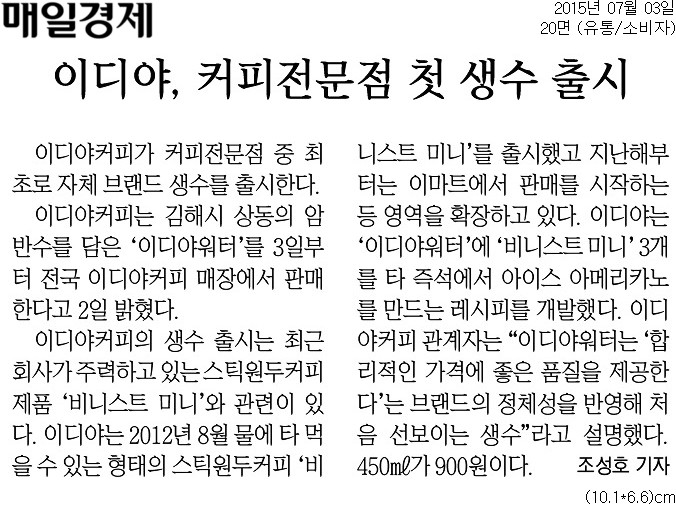 매일경제
2015년 07월 03일
20면 (유통/소비자)
이디야, 커피전문점 첫 생수 출시
이디야커피가 커피전문점 중 최
초로 자체 브랜드 생수를 출시한다.
이디야커피는 김해시 상동의 암
반수를 담은 ‘이디야워터’를 3일부
터 전국 이디야커피 매장에서 판매
한다고 2일 밝혔다.
이디야커피의 생수 출시는 최근
회사가 주력하고 있는 스틱원두커피
제품 ‘비니스트 미니’와 관련이 있
다. 이디야는 2012년 8월 물에 타 먹
을 수 있는 형태의 스틱원두커피 ‘비
니스트 미니’를 출시했고 지난해부
터는 이마트에서 판매를 시작하는
등 영역을 확장하고 있다. 이디야는
‘이디야워터’에 ‘비니스트 미니’ 3개
를 타 즉석에서 아이스 아메리카노
를 만드는 레시피를 개발했다. 이디
야커피 관계자는 “이디야워터는 ‘합
리적인 가격에 좋은 품질을 제공한
다’는 브랜드의 정체성을 반영해 처
음 선보이는 생수”라고 설명했다.
450㎖가 900원이다. 조성호 기자
(10.1*6.6)cm